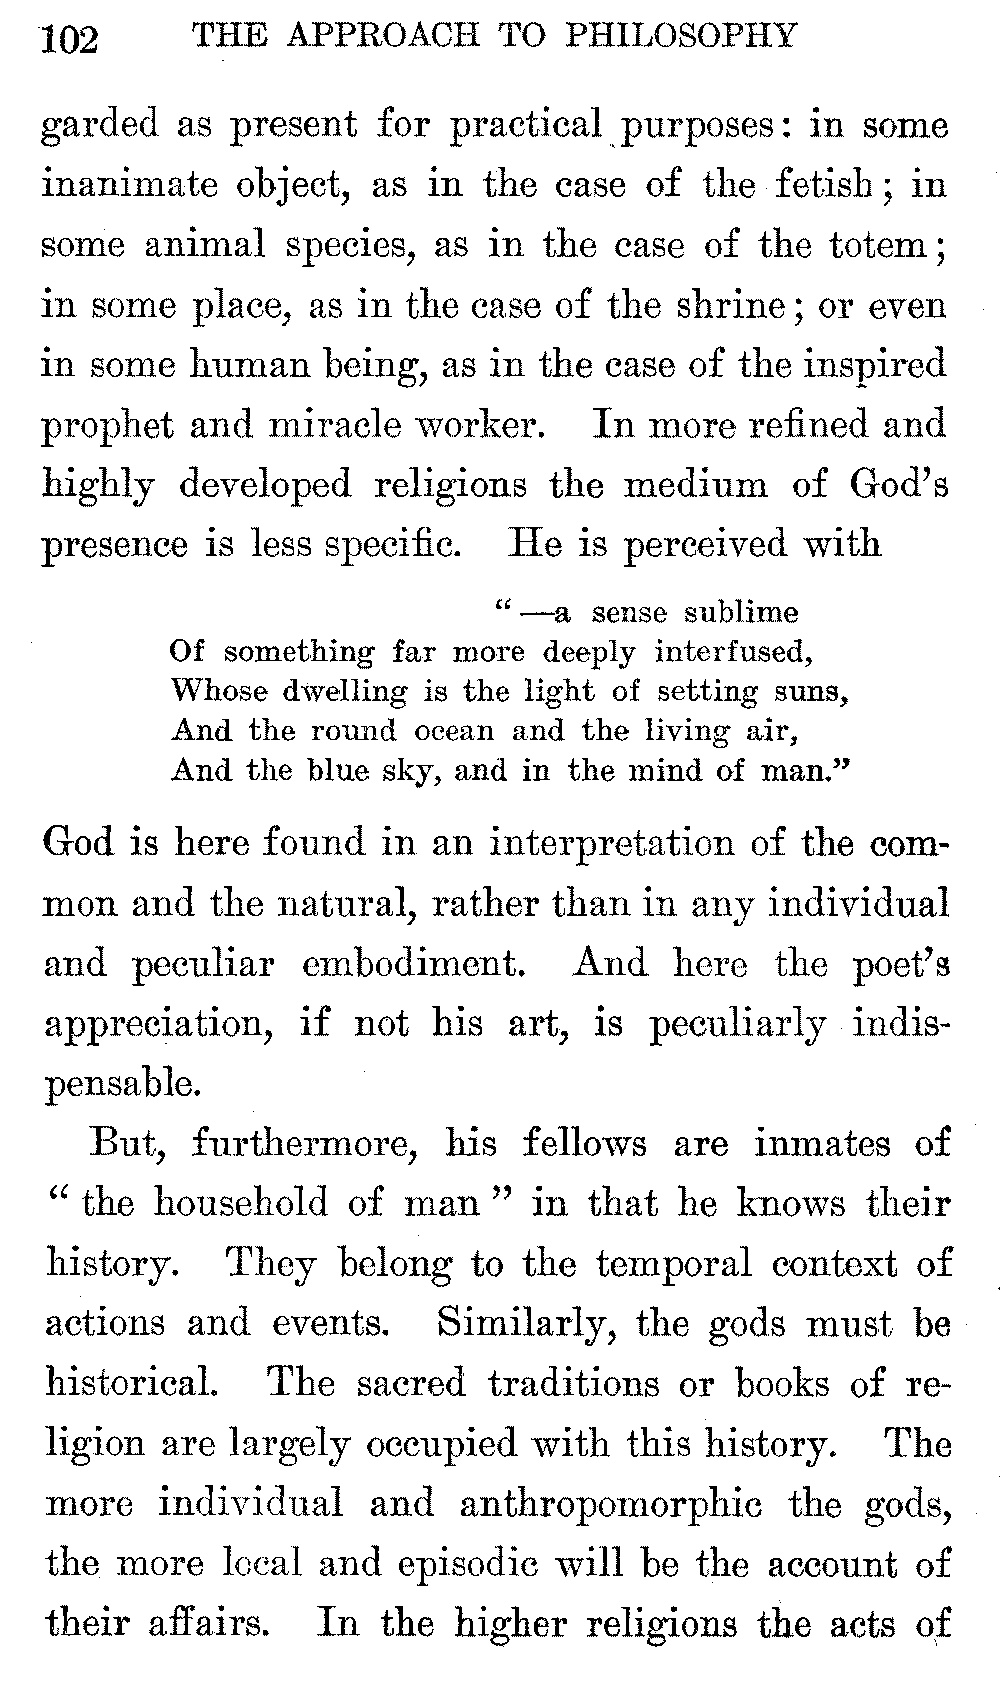 102 THE APPROACH TO PHILOSOPHY
garded as present for practical purposes: in some
inanimate object, as in the case of the fetish; in
some animal species, as in the case of the totem;
in some place, as in the case of the shrine; or even
in some human being, as in the case of the inspired
prophet and miracle worker. In more refined and
highly developed religions the medium of God's
presence is less specific. He is perceived with
"—a sense sublime
Of something far more deeply interfused,
Whose dwelling is the light of setting suns,
And the round ocean and the living air,
And the blue sky, and in the mind of man."
God is here found in an interpretation of the com-
mon and the natural, rather than in any individual
and peculiar embodiment. And here the poet's
appreciation, if not his art, is peculiarly indis-
pensable.
But, furthermore, his fellows are inmates of
"the household of man" in that he knows their
history. They belong to the temporal context of
actions and events. Similarly, the gods must be
historical. The sacred traditions or books of re-
ligion are largely occupied with this history. The
more individual and anthropomorphic the gods,
the more local and episodic will be the account of
their affairs. In the higher religions the acts of